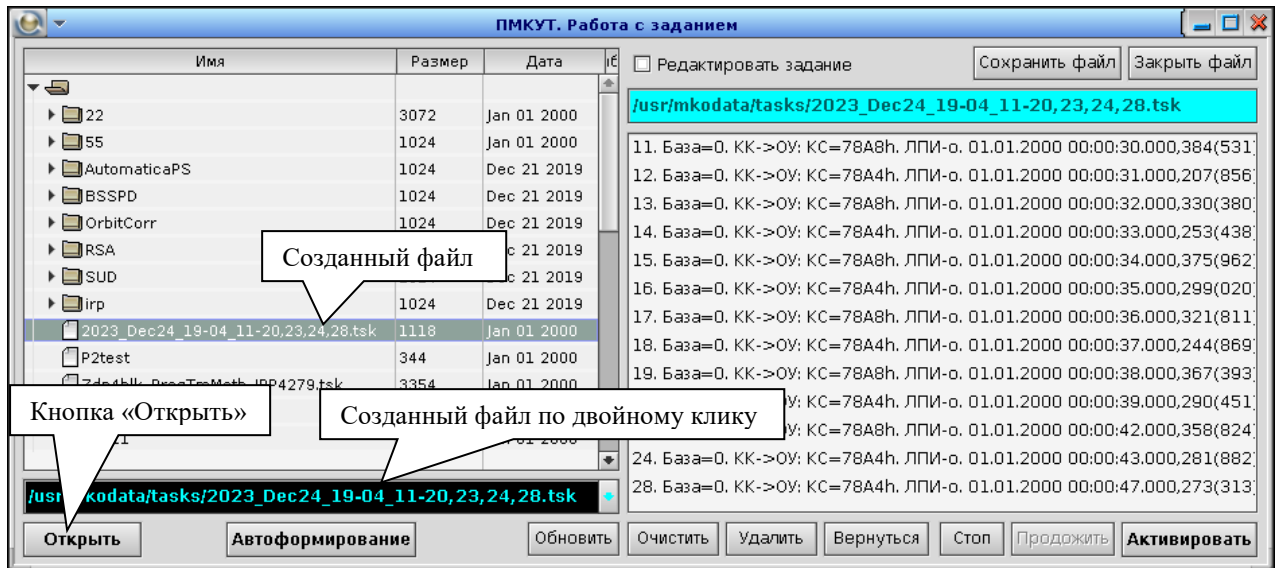 ПМКУТ. Работа с заданием
Имя Размер Дата
22 3072 Jan 01 2000
55 1024 Jan 01 2000
AutomaticaPS 1024 Dec 21 2019
BSSPD 1024 Dec 21 2019
OrbitCorr 1024 Dec 21 2019
RSA 21 2019
SUD 21 2019
irp 1024 Dec 21 2019
2023_Dec24_19-04_11-20,23,24,28.tsk 1118 Jan 01 2000
P2test 344 Jan 01 2000
3354 Jan 01 2000
Созданный файл
Кнопка «Открыть»
Созданный файл по двойному клику
/usr/mkodata/tasks/2023_Dec24_19-04_11-20,23,24,28.tsk
Открыть Автоформирование Обновить
Редактировать задание Сохранить файл Закрыть файл
/usr/mkodata/tasks/2023_Dec24_19-04_11-20,23,24,28.tsk
11. База=0. КК->ОУ: КС=78A8h. ЛПИ-о. 01.01.2000 00:00:30.000,384(531)
12. База=0. КК->ОУ: КС=78A4h. ЛПИ-о. 01.01.2000 00:00:31.000,207(856)
13. База=0. КК->ОУ: КС=78A8h. ЛПИ-о. 01.01.2000 00:00:32.000,330(380)
14. База=0. КК->ОУ: КС=78A4h. ЛПИ-о. 01.01.2000 00:00:33.000,253(438)
15. База=0. КК->ОУ: КС=78A8h. ЛПИ-о. 01.01.2000 00:00:34.000,375(962)
16. База=0. КК->ОУ: КС=78A4h. ЛПИ-о. 01.01.2000 00:00:35.000,299(020)
17. База=0. КК->ОУ: КС=78A8h. ЛПИ-о. 01.01.2000 00:00:36.000,321(811)
18. База=0. КК->ОУ: КС=78A4h. ЛПИ-о. 01.01.2000 00:00:37.000,244(869)
19. База=0. КК->ОУ: КС=78A8h. ЛПИ-о. 01.01.2000 00:00:38.000,367(393)
КС=78A4h. ЛПИ-о. 01.01.2000 00:00:39.000,290(451)
КС=78A8h. ЛПИ-о. 01.01.2000 00:00:42.000,358(824)
24. База=0. КК->ОУ: КС=78A4h. ЛПИ-о. 01.01.2000 00:00:43.000,281(882)
28. База=0. КК->ОУ: КС=78A4h. ЛПИ-о. 01.01.2000 00:00:47.000,273(313)
Очистить Удалить Вернуться Стоп Продолжить Активировать